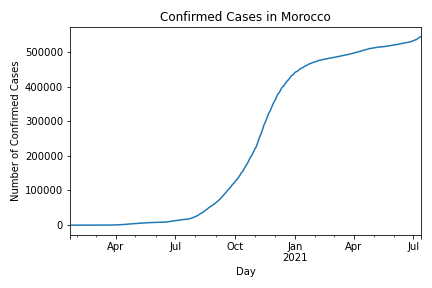 Confirmed Cases in Morocco
Number of Confirmed Cases
500000
400000
300000
200000
100000
0
Apr
Jul
Oct
Jan
2021
Apr
Jul
Day